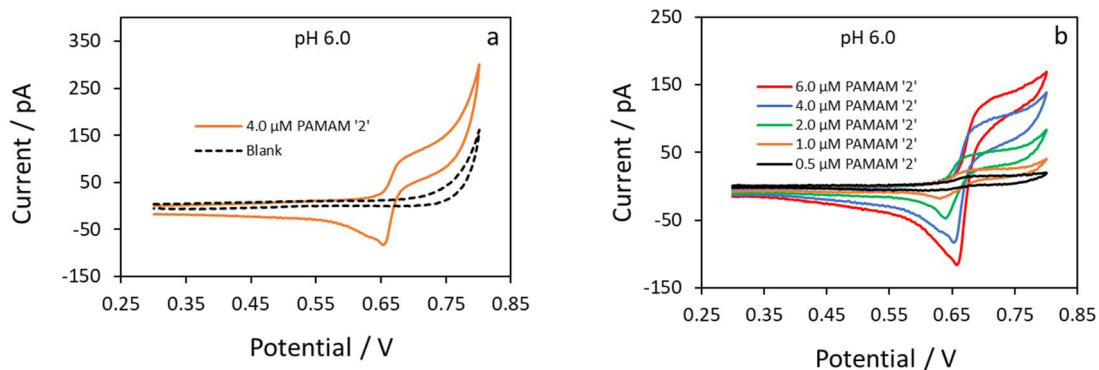 pH 6.0
a
350
250
150
50
-50
-150
Current / pA
4.0 µM PAMAM '2'
Blank
0.25 0.35 0.45 0.55 0.65 0.75 0.85
Potential / V
pH 6.0
b
250
150
50
-50
-150
Current / pA
6.0 µM PAMAM '2'
4.0 µM PAMAM '2'
2.0 µM PAMAM '2'
1.0 µM PAMAM '2'
0.5 µM PAMAM '2'
0.25 0.35 0.45 0.55 0.65 0.75 0.85
Potential / V